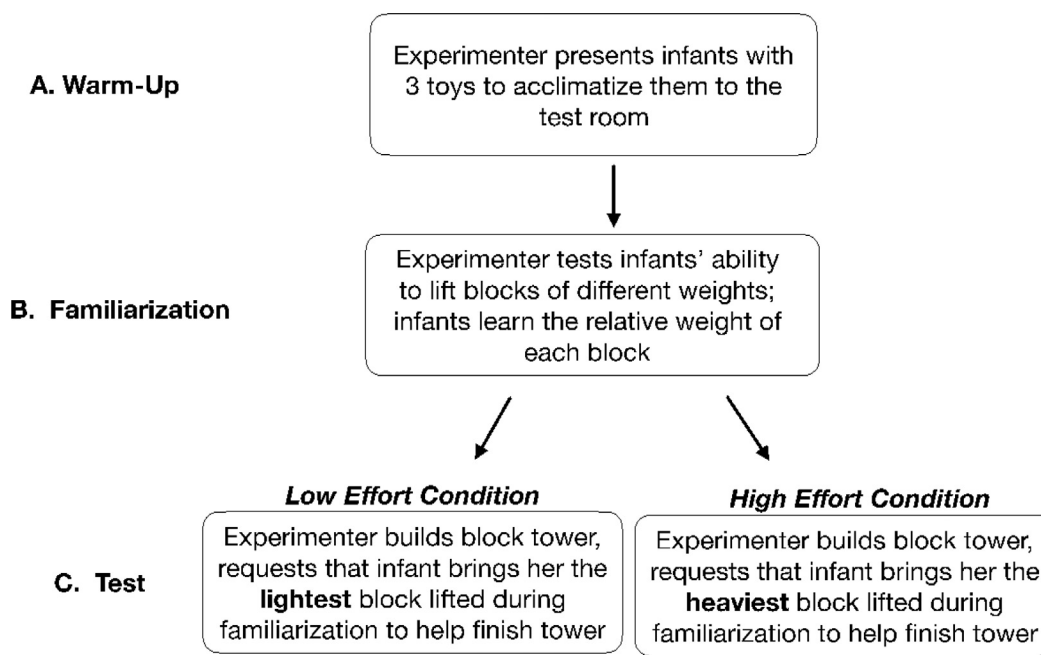 A. Warm-Up
Experimenter presents infants with
3 toys to acclimatize them to the
test room
B. Familiarization
Experimenter tests infants’ ability
to lift blocks of different weights;
infants learn the relative weight of
each block
C. Test
Low Effort Condition
Experimenter builds block tower,
requests that infant brings her the
lightest block lifted during
familiarization to help finish tower
High Effort Condition
Experimenter builds block tower,
requests that infant brings her the
heaviest block lifted during
familiarization to help finish tower